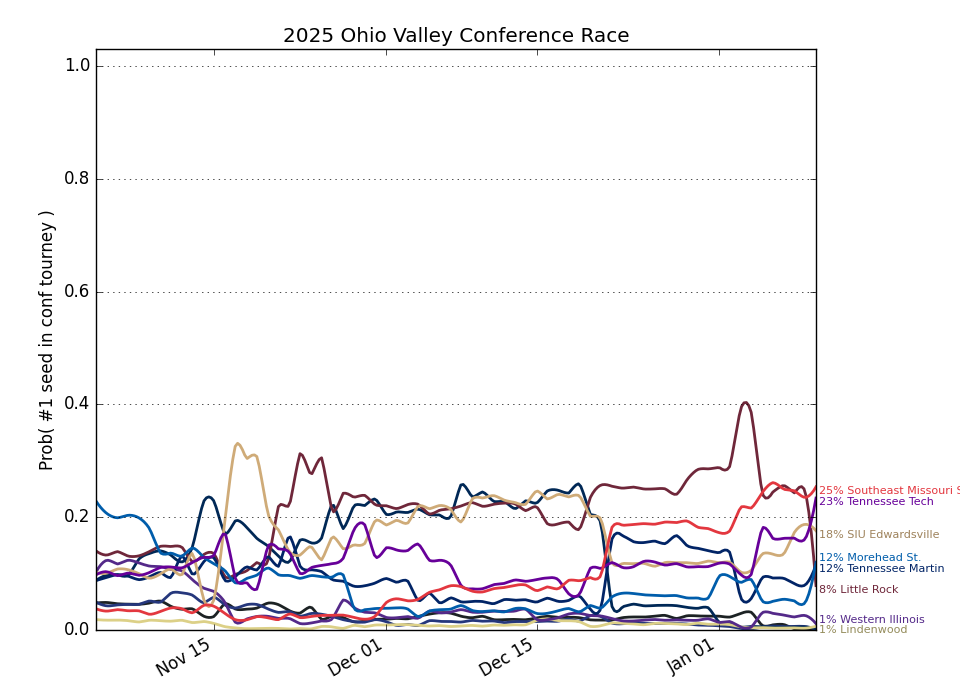 2025 Ohio Valley Conference Race
Prob( #1 seed in conf tourney )
1.0
0.8
0.6
0.4
0.2
0.0
Nov 15
Dec 01
Dec 15
Jan 01
25% Southeast Missouri S
23% Tennessee Tech
18% SIU Edwardsville
12% Morehead St.
12% Tennessee Martin
8% Little Rock
1% Western Illinois
1% Lindenwood